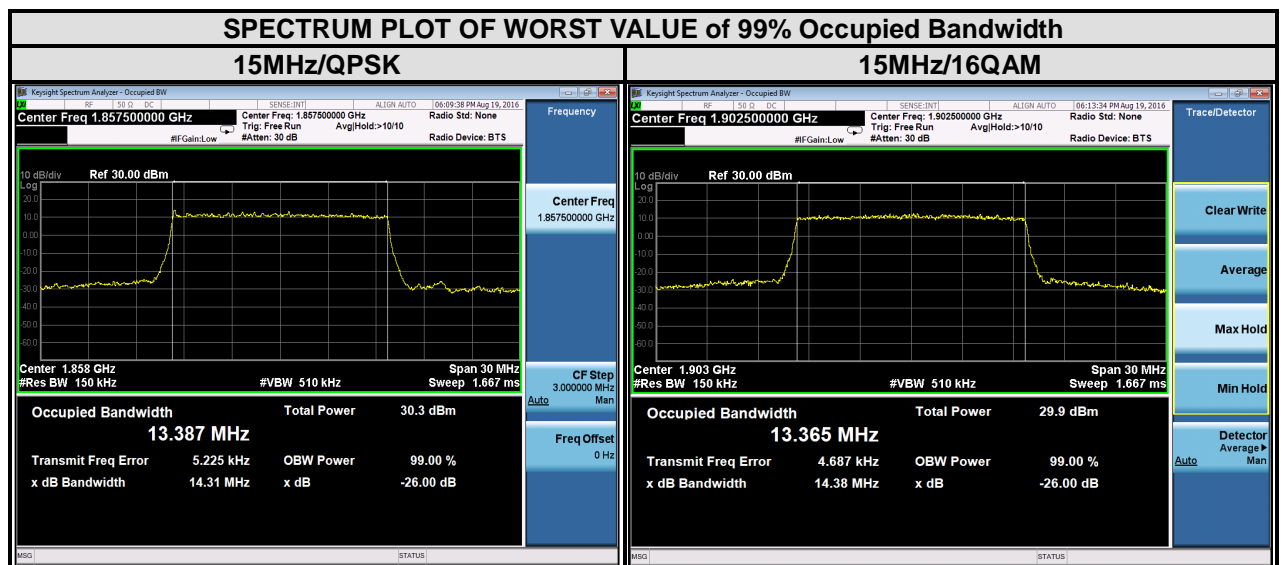 SPECTRUM PLOT OF WORST VALUE of 99% Occupied Bandwidth
15MHz/QPSK
15MHz/16QAM
Keysight Spectrum Analyzer - Occupied BW
LXI RF 50 Ω DC SENSE:INT ALIGN AUTO 06:09:38 PM Aug 19, 2016
Center Freq 1.857500000 GHz
Center Freq: 1.857500000 GHz
Radio Std: None
Trig: Free Run Avg|Hold:>10/10
#IFGain:Low #Atten: 30 dB Radio Device: BTS
10 dB/div Ref 30.00 dBm
Log
20.0
10.0
0.00
-10.0
-20.0
-30.0
-40.0
-50.0
-60.0
Center 1.858 GHz Span 30 MHz
#Res BW 150 kHz #VBW 510 kHz Sweep 1.667 ms
Occupied Bandwidth Total Power 30.3 dBm
13.387 MHz
Transmit Freq Error 5.225 kHz OBW Power 99.00 %
x dB Bandwidth 14.31 MHz x dB -26.00 dB
MSG STATUS
Frequency
Center Freq
1.857500000 GHz
CF Step
3.000000 MHz
Auto Man
Freq Offset
0 Hz
Keysight Spectrum Analyzer - Occupied BW
LXI RF 50 Ω DC SENSE:INT ALIGN AUTO 06:13:34 PM Aug 19, 2016
Center Freq 1.902500000 GHz
Center Freq: 1.902500000 GHz
Radio Std: None
Trig: Free Run Avg|Hold:>10/10
#IFGain:Low #Atten: 30 dB Radio Device: BTS
10 dB/div Ref 30.00 dBm
Log
20.0
10.0
0.00
-10.0
-20.0
-30.0
-40.0
-50.0
-60.0
Center 1.903 GHz Span 30 MHz
#Res BW 150 kHz #VBW 510 kHz Sweep 1.667 ms
Occupied Bandwidth Total Power 29.9 dBm
13.365 MHz
Transmit Freq Error 4.687 kHz OBW Power 99.00 %
x dB Bandwidth 14.38 MHz x dB -26.00 dB
MSG STATUS
Trace/Detector
Clear Write
Average
Max Hold
Min Hold
Detector
Average▶
Auto Man